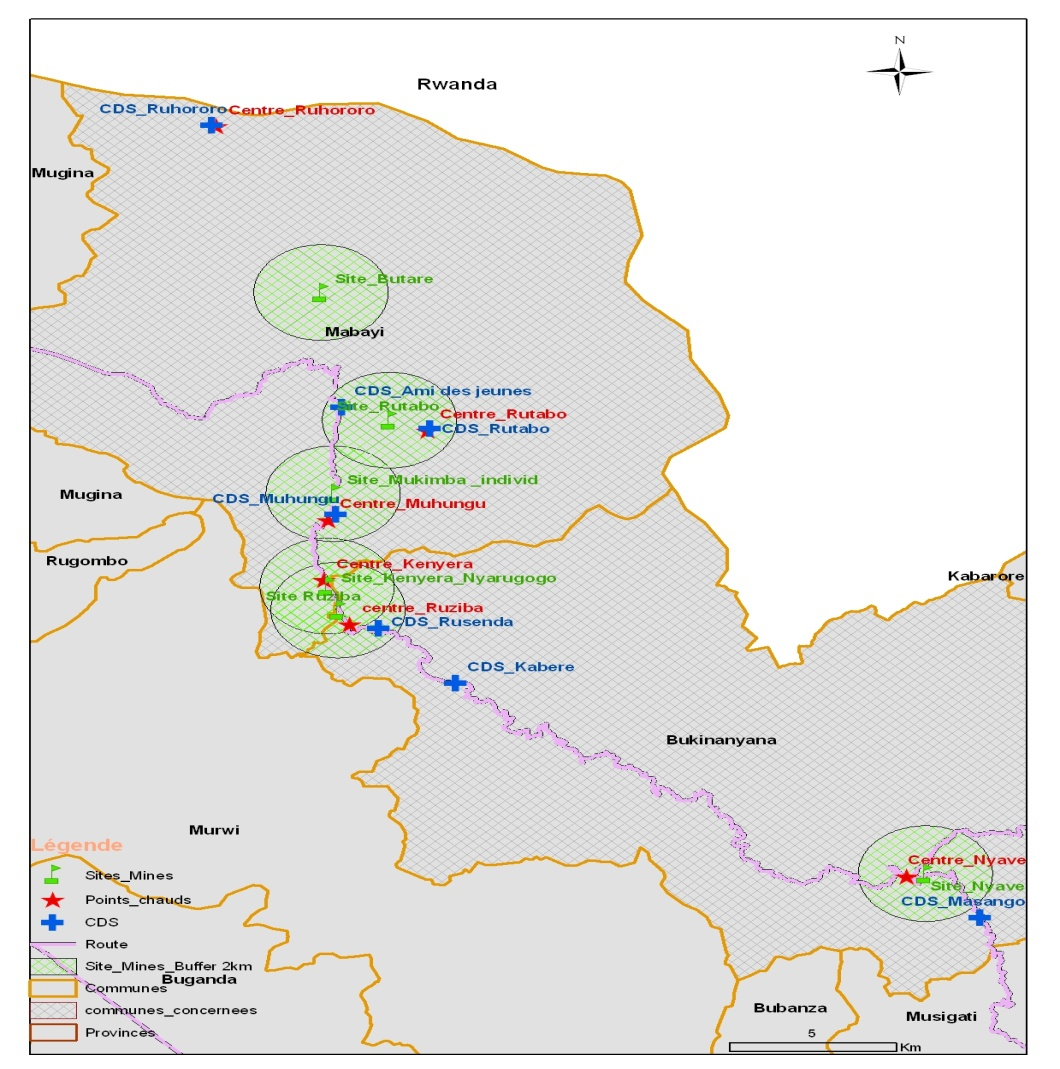 N
Rwanda
CDS_Ruhororo
Centre_Ruhororo
Mugina
Site_Butare
Mabayi
CDS_Ami des jeunes
Site_Rutabo
Centre_Rutabo
CDS_Rutabo
Site_Mukimba _individ
Mugina
CDS_Muhungu
Centre_Muhungu
Rugombo
Centre_Kenyera
Site_Kenyera_Nyarugogo
Kabarore
Site Ruziba
centre_Ruziba
CDS_Rusenda
CDS_Kabere
Bukinanyana
Murwi
Légende
Sites_Mines
Points_chauds
CDS
Route
Site_Mines_Buffer 2km
Communes
communes_concernees
Provinces
Buganda
Centre_Nyave
Site_Nyave
CDS_Masango
Bubanza
Musigati
5
Km